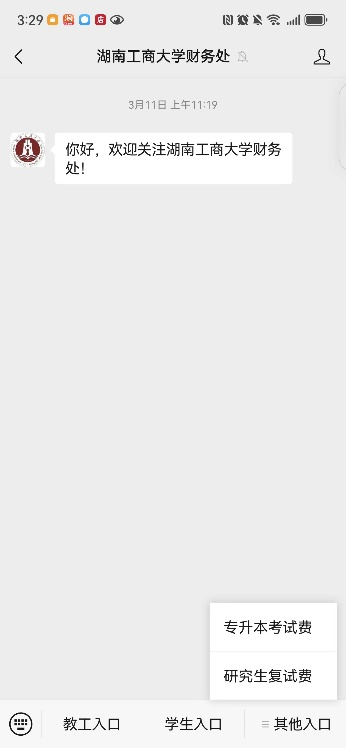 3:29
湖南工商大学财务处
3月11日 上午11:19
你好，欢迎关注湖南工商大学财务
处！
专升本考试费
研究生复试费
教工入口
学生入口
其他入口